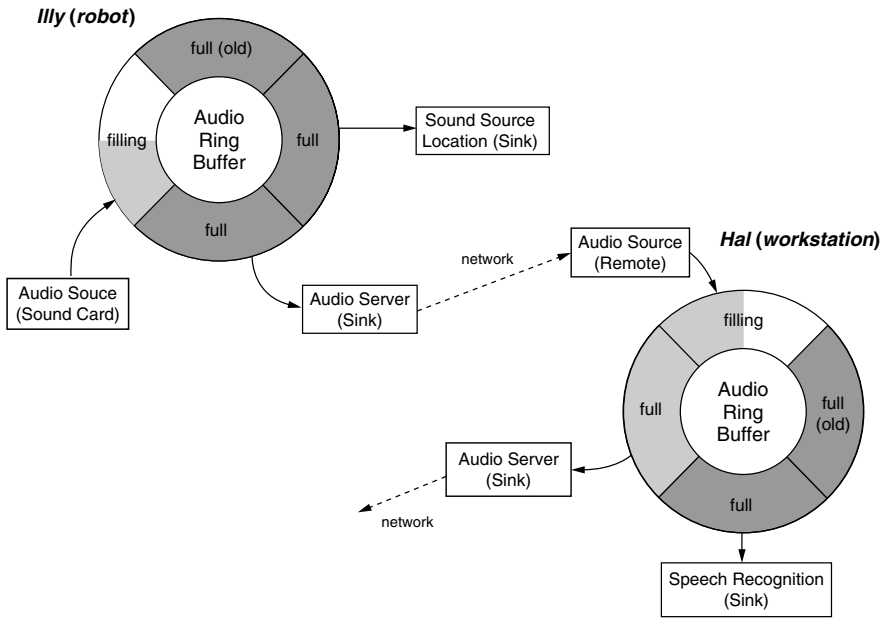 Illy (robot)
full (old)
filling
Audio
Ring
Buffer
full
full
Sound Source
Location (Sink)
Audio Souce
(Sound Card)
Audio Server
(Sink)
network
Audio Source
(Remote)
Hal (workstation)
filling
full
Audio
Ring
Buffer
full
(old)
full
Audio Server
(Sink)
network
Speech Recognition
(Sink)